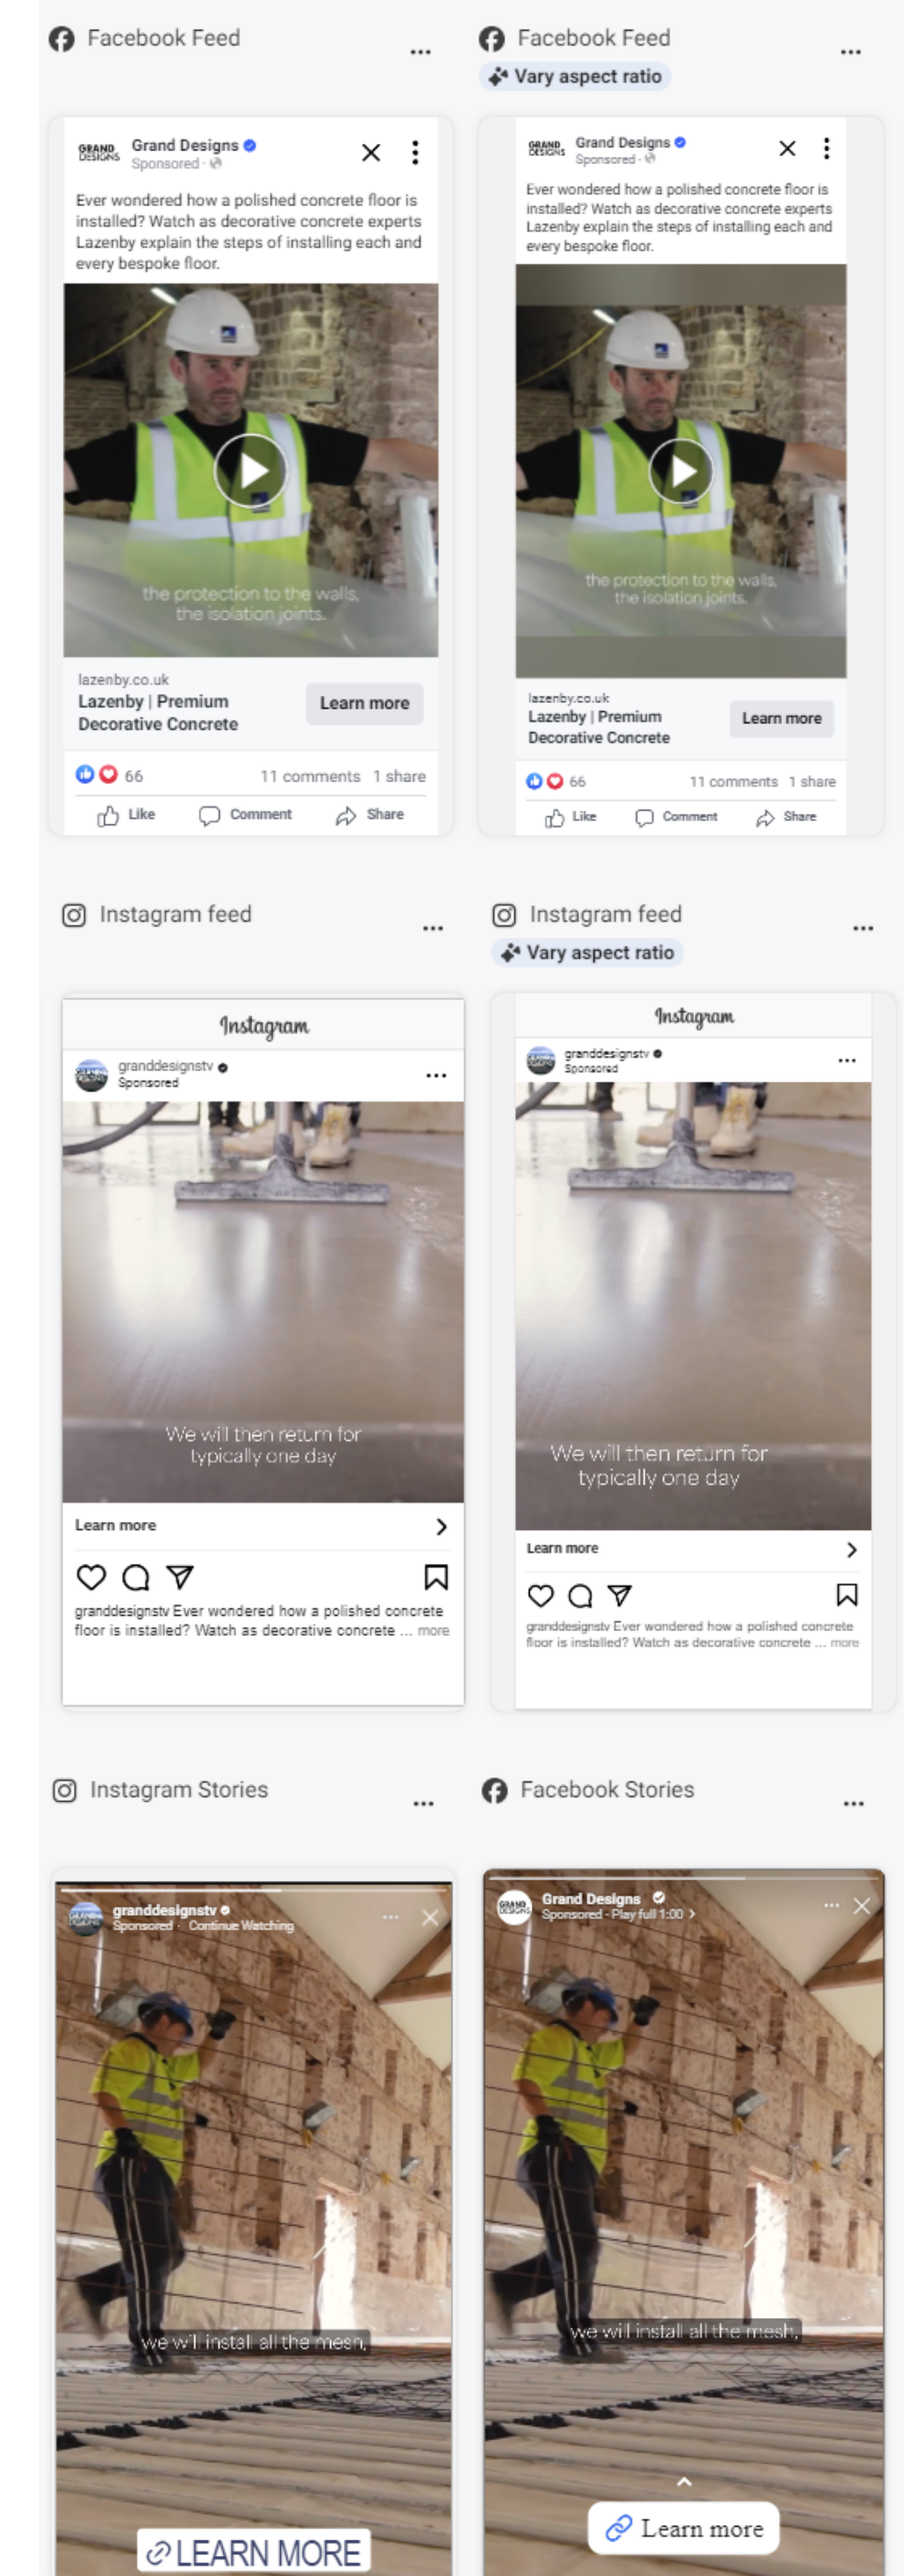 Facebook Feed
Facebook Feed
Vary aspect ratio
GRAND DESIGNS
Grand Designs
Sponsored ·
Ever wondered how a polished concrete floor is
installed? Watch as decorative concrete experts
Lazenby explain the steps of installing each and
every bespoke floor.
the protection to the walls,
the isolation joints.
lazenby.co.uk
Lazenby | Premium
Decorative Concrete
Learn more
66
11 comments 1 share
Like
Comment
Share
GRAND DESIGNS
Grand Designs
Sponsored ·
Ever wondered how a polished concrete floor is
installed? Watch as decorative concrete experts
Lazenby explain the steps of installing each and
every bespoke floor.
the protection to the walls,
the isolation joints.
lazenby.co.uk
Lazenby | Premium
Decorative Concrete
Learn more
66
11 comments 1 share
Like
Comment
Share
Instagram feed
Instagram feed
Vary aspect ratio
Instagram
granddesignstv
Sponsored
We will then return for
typically one day
Learn more
granddesignstv Ever wondered how a polished concrete
floor is installed? Watch as decorative concrete ... more
Instagram
granddesignstv
Sponsored
We will then return for
typically one day
Learn more
granddesignstv Ever wondered how a polished concrete
floor is installed? Watch as decorative concrete ... more
Instagram Stories
Facebook Stories
granddesignstv
Sponsored · Continue Watching
we will install all the mesh,
LEARN MORE
GRAND DESIGNS
Grand Designs
Sponsored · Play full 1:00 >
we will install all the mesh,
Learn more